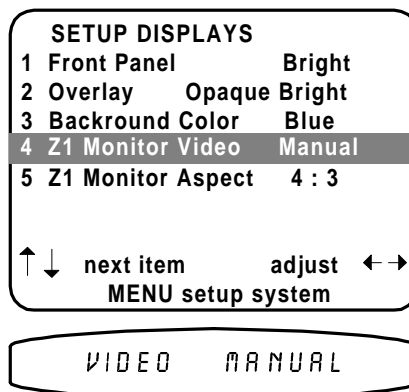 SETUP DISPLAYS
1 Front Panel Bright
2 Overlay Opaque Bright
3 Backround Color Blue
4 Z1 Monitor Video Manual
5 Z1 Monitor Aspect 4 : 3
↑ ↓ next item adjust ← →
MENU setup system
VIDEO MANUAL